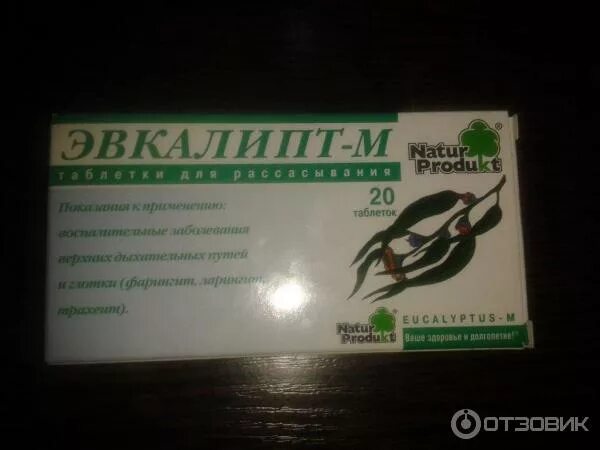 ЭВКАЛИПТ-М
таблетки для рассасывания
Natur
Produkt
®
20
таблеток
Показания к применению:
воспалительные заболевания
верхних дыхательных путей
и глотки (фарингит, ларингит,
трахеит).
Natur
Produkt
®
EUCALYPTUS-M
Ваше здоровье и долголетие!
ОТЗОВИК